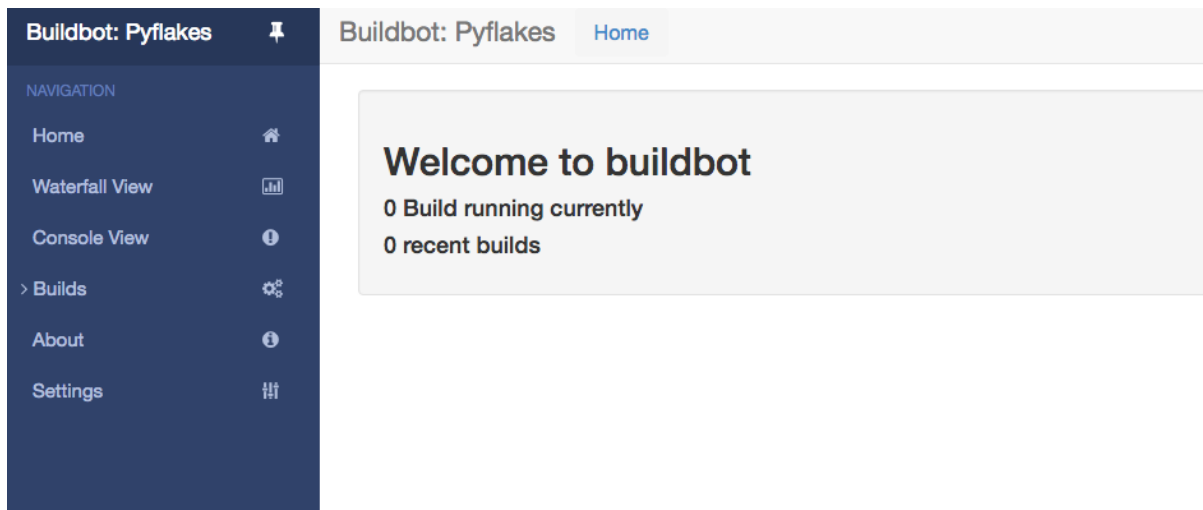 Buildbot: Pyflakes
NAVIGATION
Home
Waterfall View
Console View
> Builds
About
Settings
Buildbot: Pyflakes Home
Welcome to buildbot
0 Build running currently
0 recent builds